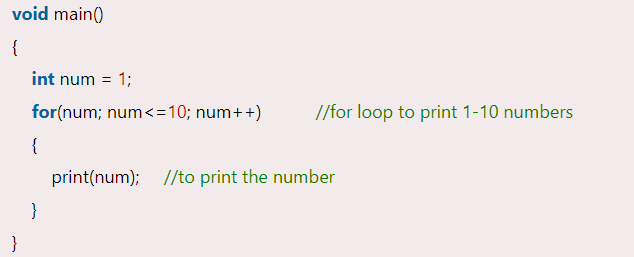 void main()
{
int num = 1;
for(num; num<=10; num++) //for loop to print 1-10 numbers
{
print(num); //to print the number
}
}